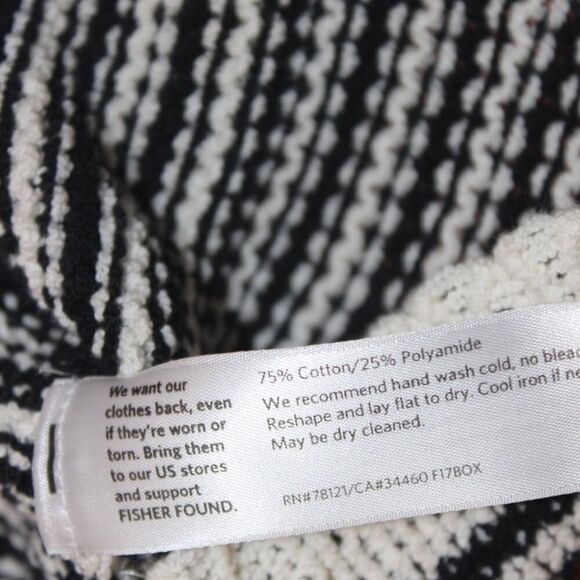 We want our
clothes back, even
if they're worn or
torn. Bring them
to our US stores
and support
FISHER FOUND.
75% Cotton/25% Polyamide
We recommend hand wash cold, no
Reshape and lay flat to dry. Cool iron if
May be dry cleaned.
RN#78121/CA#34460 F17BOX